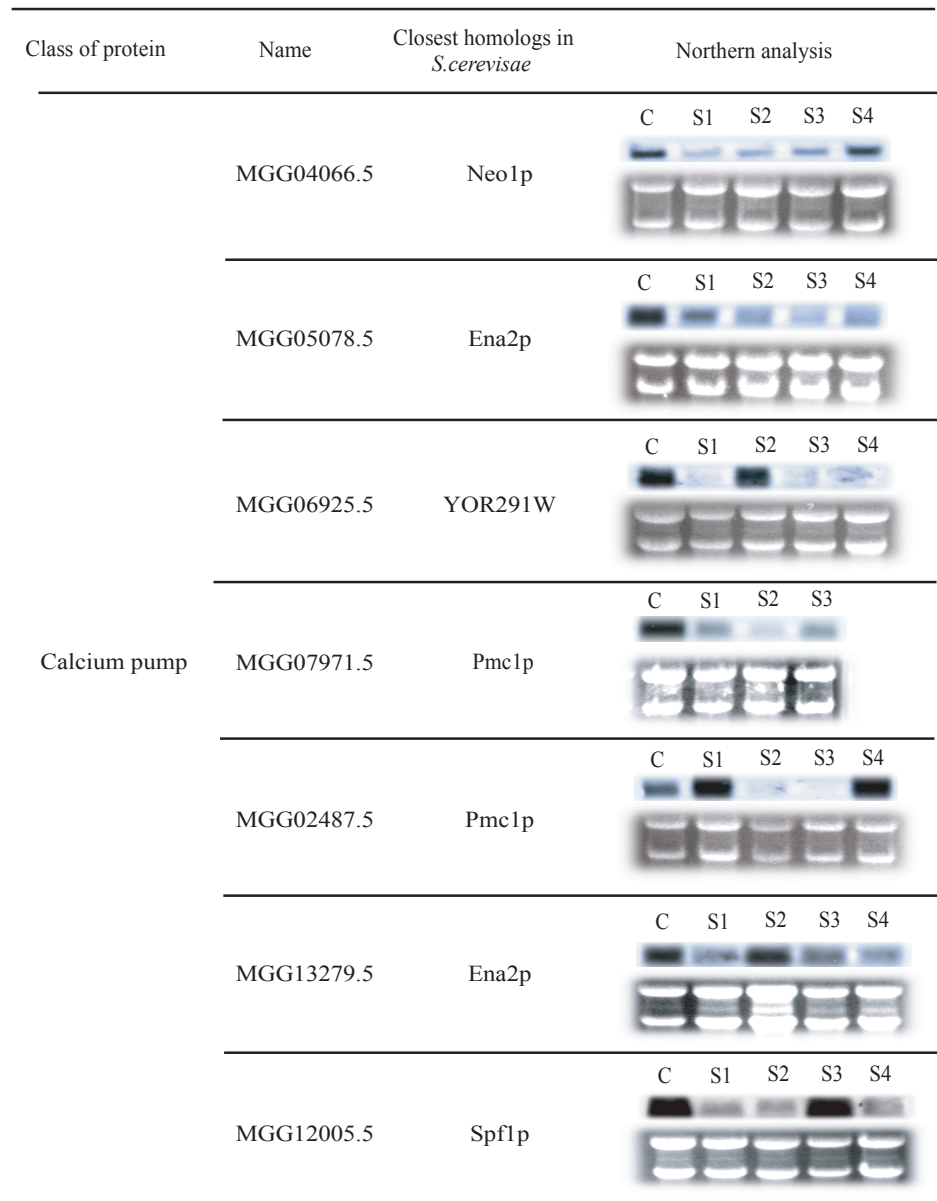 Class of protein Name Closest homologs in Northern analysis
S.cerevisae
C S1 S2 S3 S4
MGG04066.5 Neo1p
C S1 S2 S3 S4
MGG05078.5 Ena2p
C S1 S2 S3 S4
MGG06925.5 YOR291W
C S1 S2 S3
Calcium pump MGG07971.5 Pmc1p
C S1 S2 S3 S4
MGG02487.5 Pmc1p
C S1 S2 S3 S4
MGG13279.5 Ena2p
C S1 S2 S3 S4
MGG12005.5 Spf1p